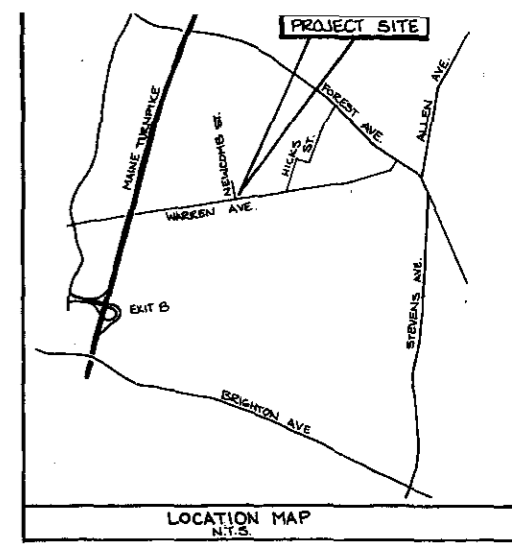 PROJECT SITE
FOREST AVE.
ALLEN AVE.
MAINE TURNPIKE
NEWCOMB ST.
HICKS ST.
WARREN AVE.
STEVENS AVE.
EXIT 8
BRIGHTON AVE
LOCATION MAP
N.T.S.